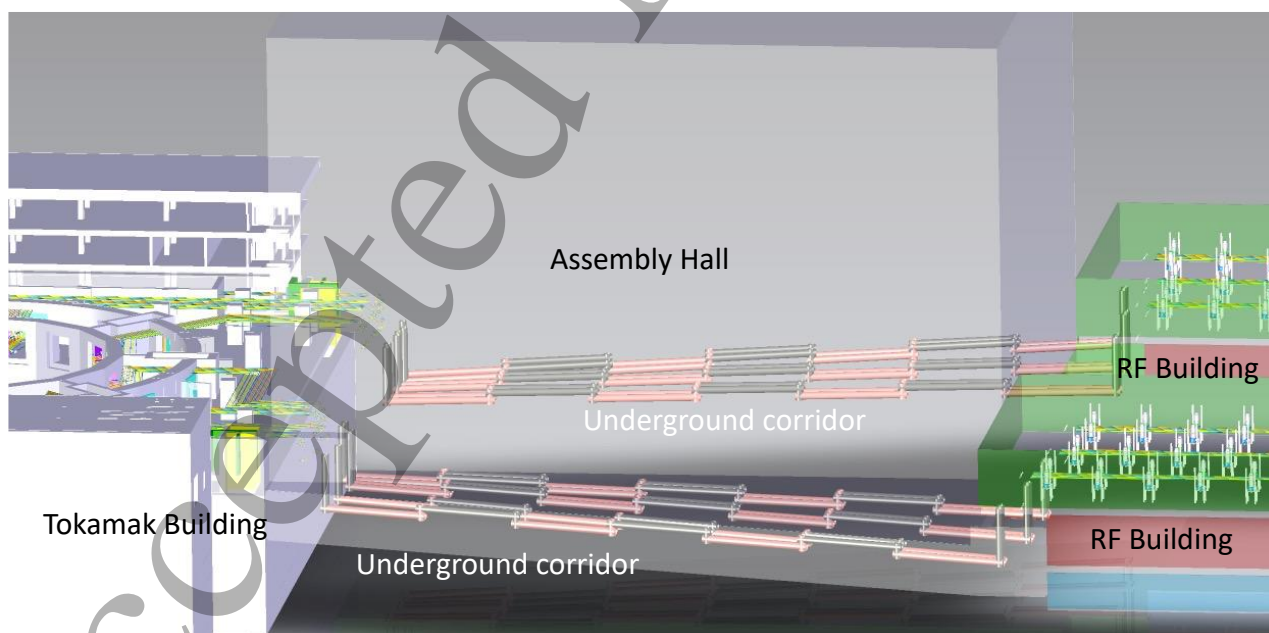 Assembly Hall
RF Building
Underground corridor
Tokamak Building
RF Building
Underground corridor